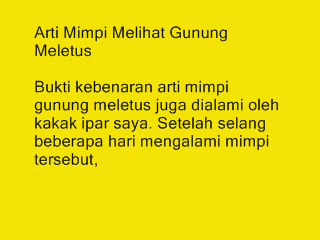 Arti Mimpi Melihat Gunung
Meletus
Bukti kebenaran arti mimpi
gunung meletus juga dialami oleh
kakak ipar saya. Setelah selang
beberapa hari mengalami mimpi
tersebut,